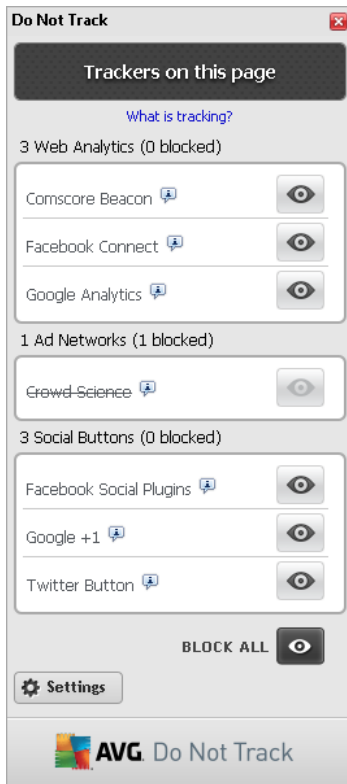 Do Not Track
Trackers on this page
What is tracking?
3 Web Analytics (0 blocked)
Comscore Beacon
Facebook Connect
Google Analytics
1 Ad Networks (1 blocked)
Crowd Science
3 Social Buttons (0 blocked)
Facebook Social Plugins
Google +1
Twitter Button
BLOCK ALL
Settings
AVG. Do Not Track